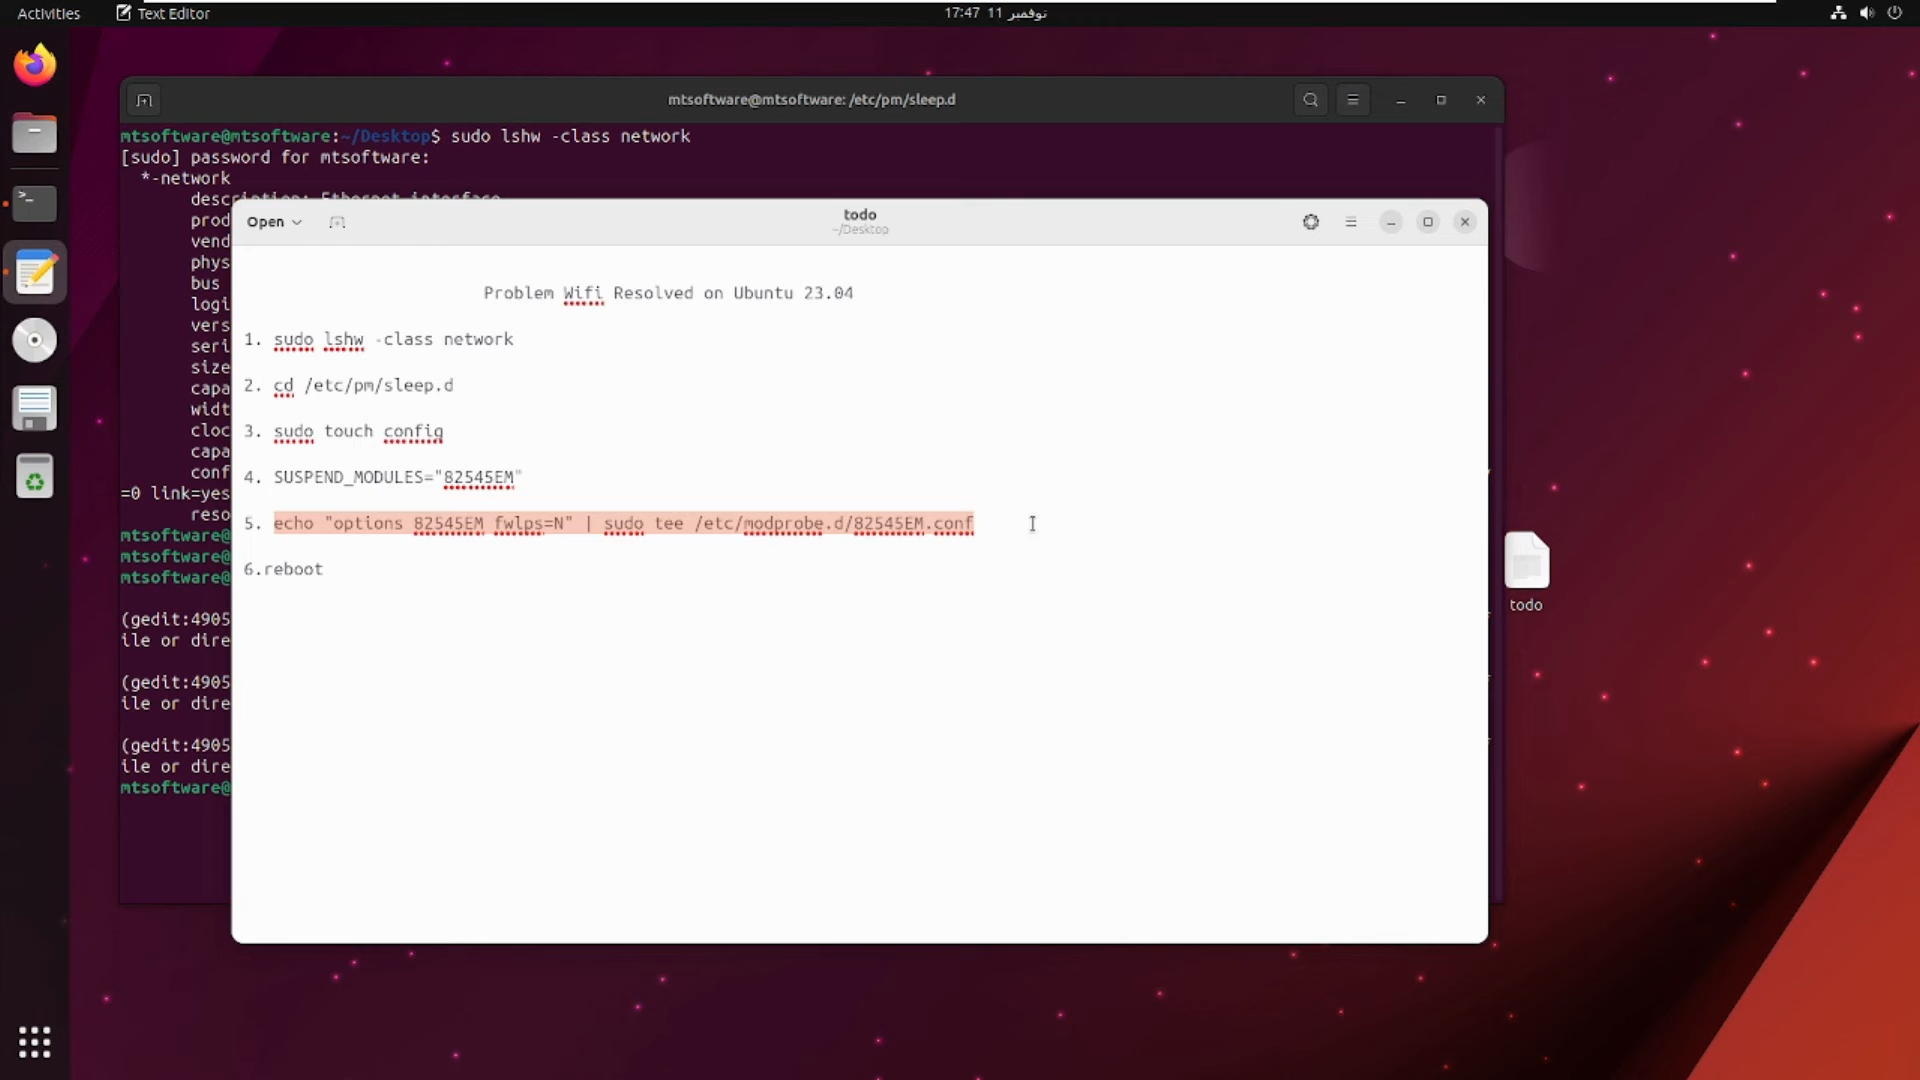 Activities
Text Editor
نوفمبر 11 17:47
mtsoftware@mtsoftware: /etc/pm/sleep.d
mtsoftware@mtsoftware:~/Desktop$ sudo lshw -class network
[sudo] password for mtsoftware:
*-network
description: Ethernet interface
prod
vend
phys
bus
logi
vers
seri
size
capa
widt
cloc
capa
conf
=0 link=yes
reso
mtsoftware@
mtsoftware@
mtsoftware@
(gedit:4905
ile or dire
(gedit:4905
ile or dire
(gedit:4905
ile or dire
mtsoftware@
Open
todo
~/Desktop
Problem Wifi Resolved on Ubuntu 23.04
1. sudo lshw -class network
2. cd /etc/pm/sleep.d
3. sudo touch config
4. SUSPEND_MODULES="82545EM"
5. echo "options 82545EM fwlps=N" | sudo tee /etc/modprobe.d/82545EM.conf
6.reboot
todo